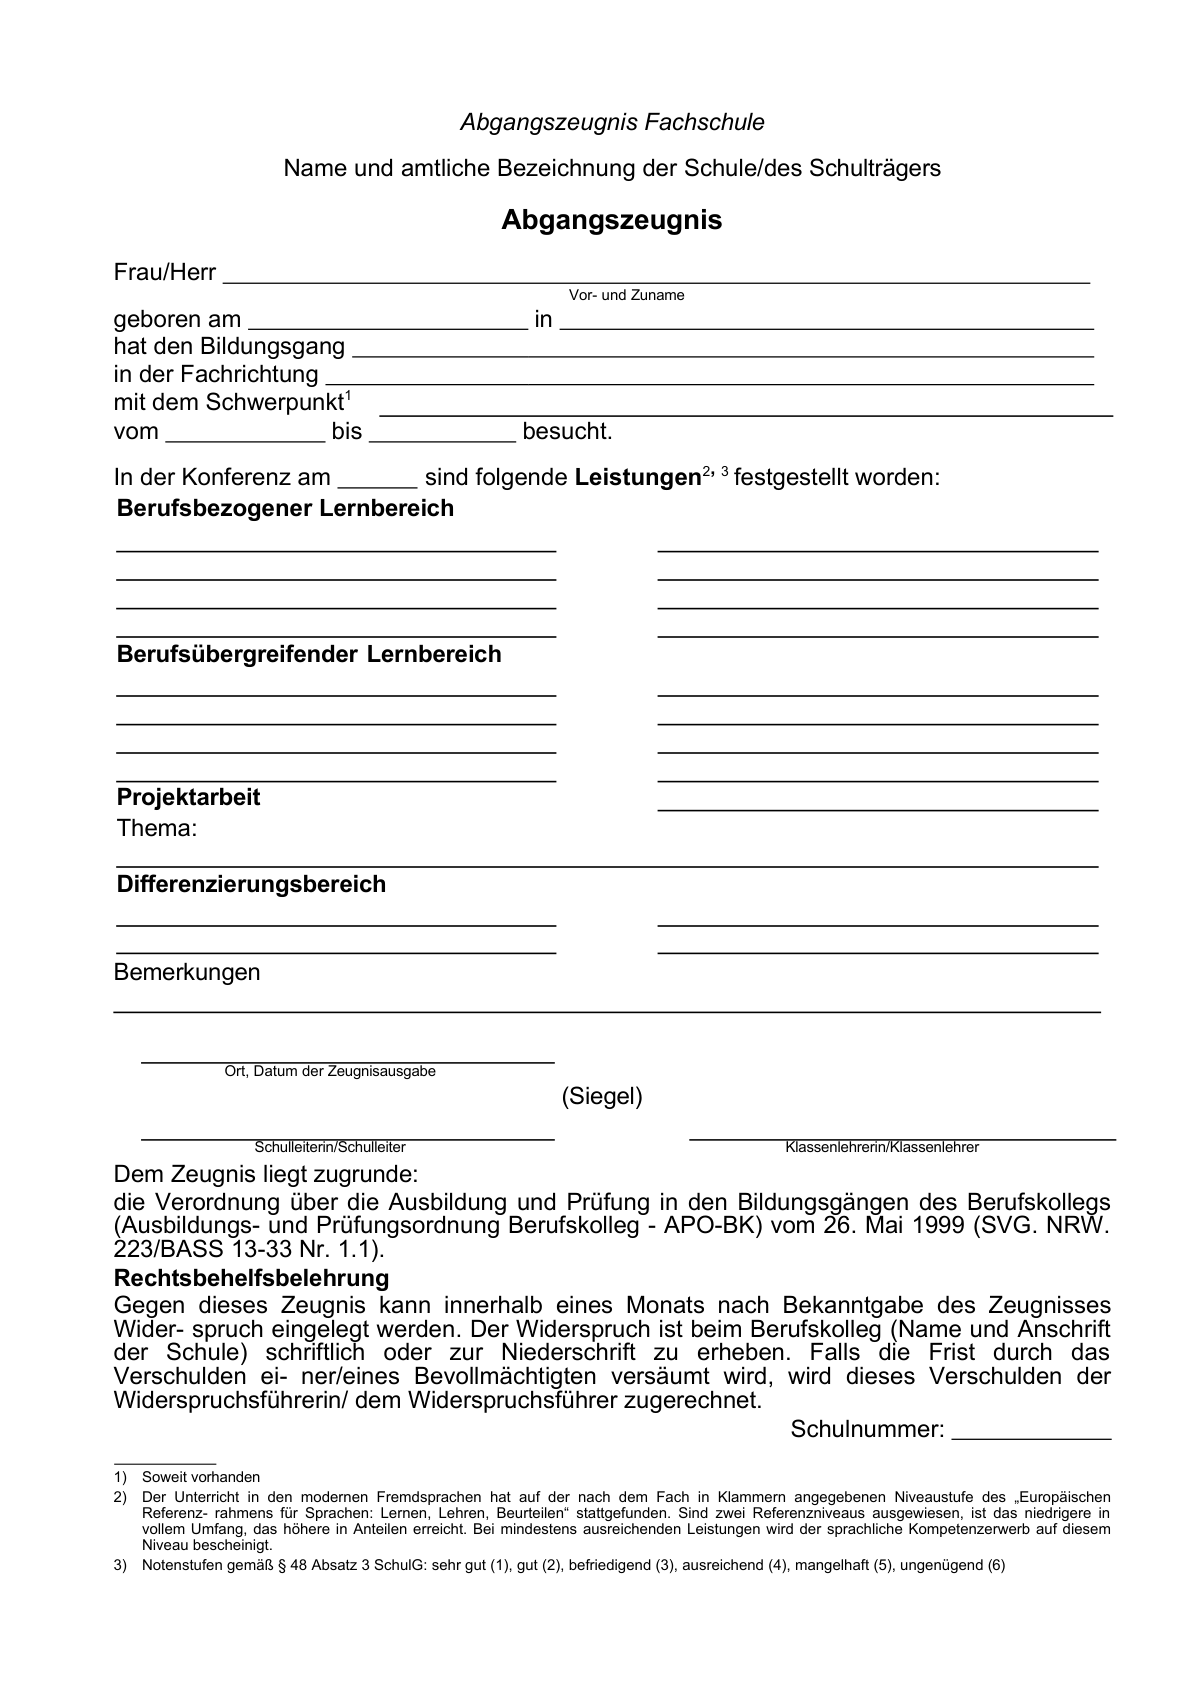 Abgangszeugnis Fachschule
Name und amtliche Bezeichnung der Schule/des Schulträgers
Abgangszeugnis
Frau/Herr
Vor- und Zuname
geboren am in
hat den Bildungsgang
in der Fachrichtung
mit dem Schwerpunkt1
vom bis besucht.
In der Konferenz am ______ sind folgende Leistungen2, 3 festgestellt worden:
Berufsbezogener Lernbereich
Berufsübergreifender Lernbereich
Projektarbeit
Thema:
Differenzierungsbereich
Bemerkungen
Ort, Datum der Zeugnisausgabe
(Siegel)
Schulleiterin/Schulleiter Klassenlehrerin/Klassenlehrer
Dem Zeugnis liegt zugrunde:
die Verordnung über die Ausbildung und Prüfung in den Bildungsgängen des Berufskollegs
(Ausbildungs- und Prüfungsordnung Berufskolleg - APO-BK) vom 26. Mai 1999 (SVG. NRW.
223/BASS 13-33 Nr. 1.1).
Rechtsbehelfsbelehrung
Gegen dieses Zeugnis kann innerhalb eines Monats nach Bekanntgabe des Zeugnisses
Wider- spruch eingelegt werden. Der Widerspruch ist beim Berufskolleg (Name und Anschrift
der Schule) schriftlich oder zur Niederschrift zu erheben. Falls die Frist durch das
Verschulden ei- ner/eines Bevollmächtigten versäumt wird, wird dieses Verschulden der
Widerspruchsführerin/ dem Widerspruchsführer zugerechnet.
Schulnummer:
1) Soweit vorhanden
2) Der Unterricht in den modernen Fremdsprachen hat auf der nach dem Fach in Klammern angegebenen Niveaustufe des „Europäischen
Referenz- rahmens für Sprachen: Lernen, Lehren, Beurteilen“ stattgefunden. Sind zwei Referenzniveaus ausgewiesen, ist das niedrigere in
vollem Umfang, das höhere in Anteilen erreicht. Bei mindestens ausreichenden Leistungen wird der sprachliche Kompetenzerwerb auf diesem
Niveau bescheinigt.
3) Notenstufen gemäß § 48 Absatz 3 SchulG: sehr gut (1), gut (2), befriedigend (3), ausreichend (4), mangelhaft (5), ungenügend (6)